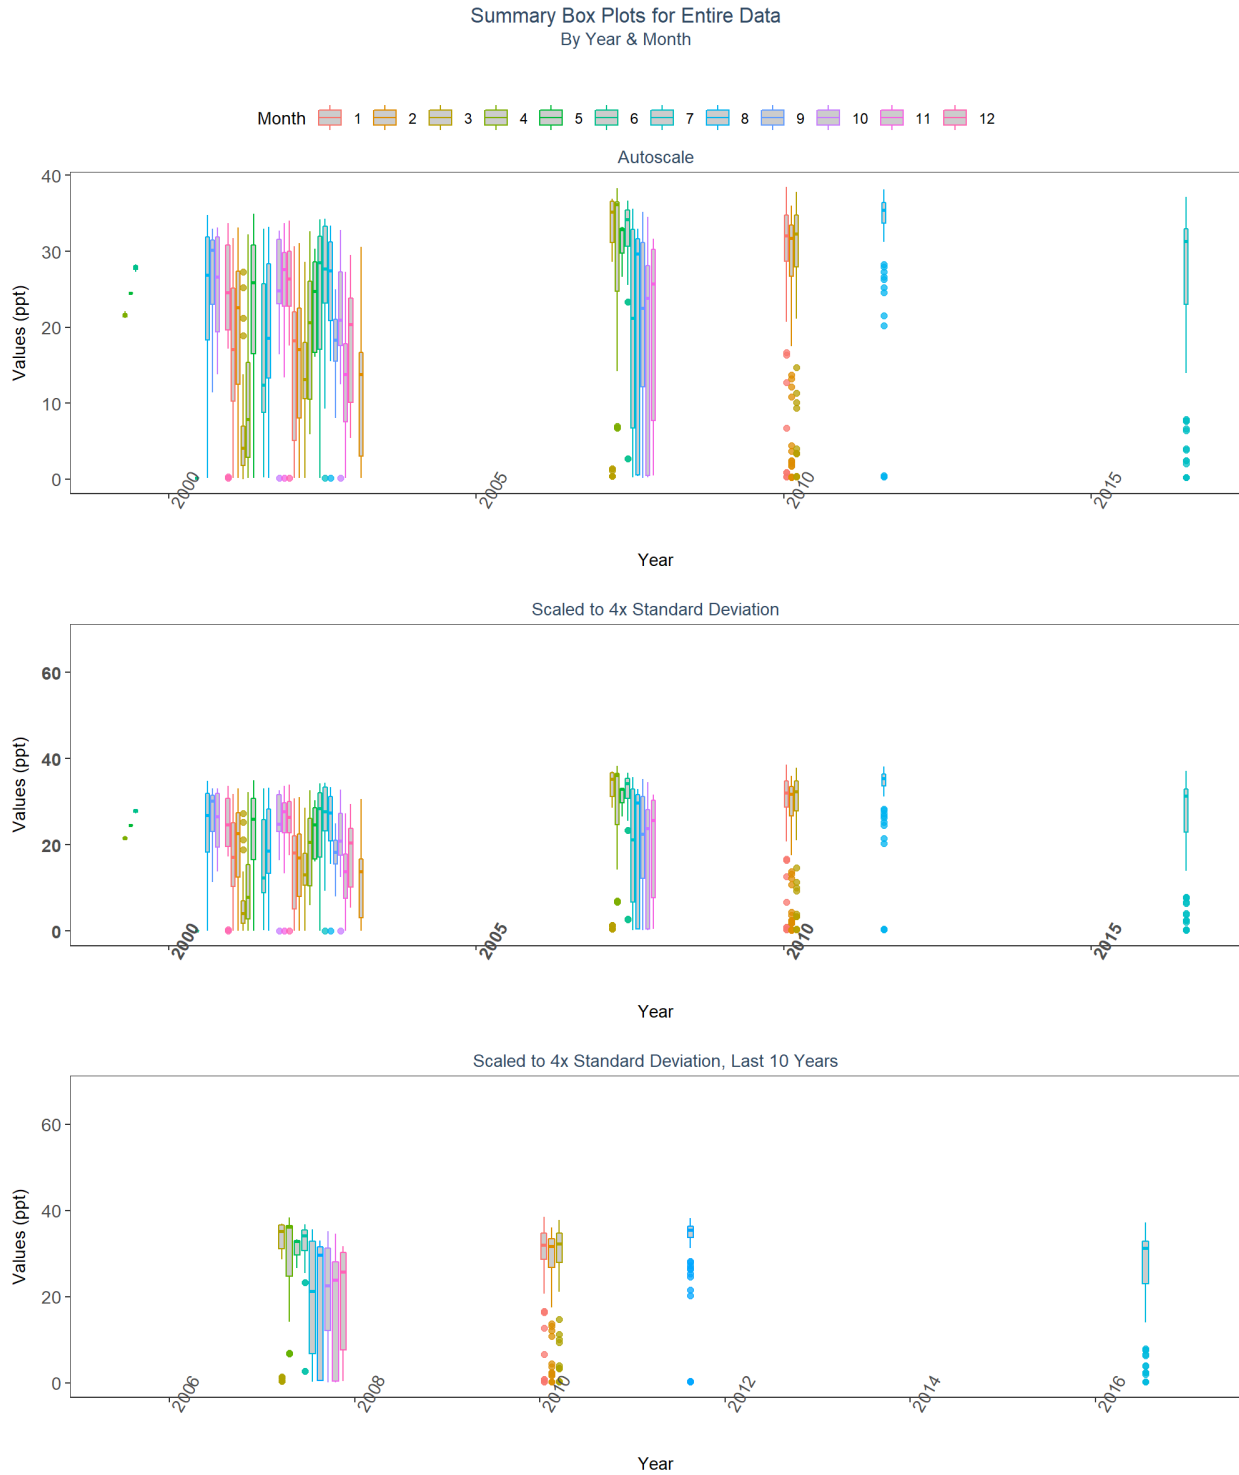 Summary Box Plots for Entire Data
By Year & Month
Month 1 2 3 4 5 6 7 8 9 10 11 12
Autoscale
Values (ppt)
40
30
20
10
0
2000 2005 2010 2015
Year
Scaled to 4x Standard Deviation
Values (ppt)
60
40
20
0
2000 2005 2010 2015
Year
Scaled to 4x Standard Deviation, Last 10 Years
Values (ppt)
60
40
20
0
2006 2008 2010 2012 2014 2016
Year